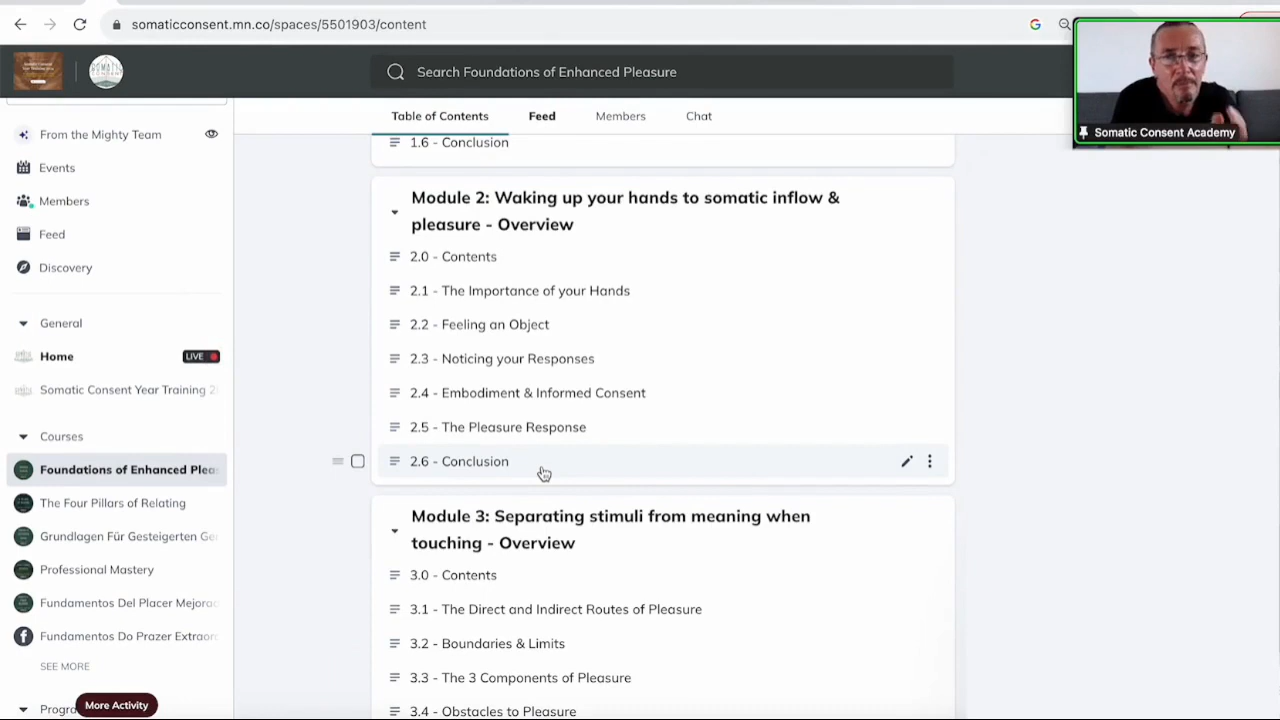 somaticconsent.mn.co/spaces/5501903/content
Search Foundations of Enhanced Pleasure
Somatic Consent Academy
Table of Contents
Feed
Members
Chat
From the Mighty Team
Events
Members
Feed
Discovery
General
Home
LIVE
Somatic Consent Year Training 2
Courses
Foundations of Enhanced Plea
The Four Pillars of Relating
Grundlagen Für Gesteigerten Ge
Professional Mastery
Fundamentos Del Placer Mejora
Fundamentos Do Prazer Extraor
SEE MORE
Progra
More Activity
1.6 - Conclusion
Module 2: Waking up your hands to somatic inflow &
pleasure - Overview
2.0 - Contents
2.1 - The Importance of your Hands
2.2 - Feeling an Object
2.3 - Noticing your Responses
2.4 - Embodiment & Informed Consent
2.5 - The Pleasure Response
2.6 - Conclusion
Module 3: Separating stimuli from meaning when
touching - Overview
3.0 - Contents
3.1 - The Direct and Indirect Routes of Pleasure
3.2 - Boundaries & Limits
3.3 - The 3 Components of Pleasure
3.4 - Obstacles to Pleasure